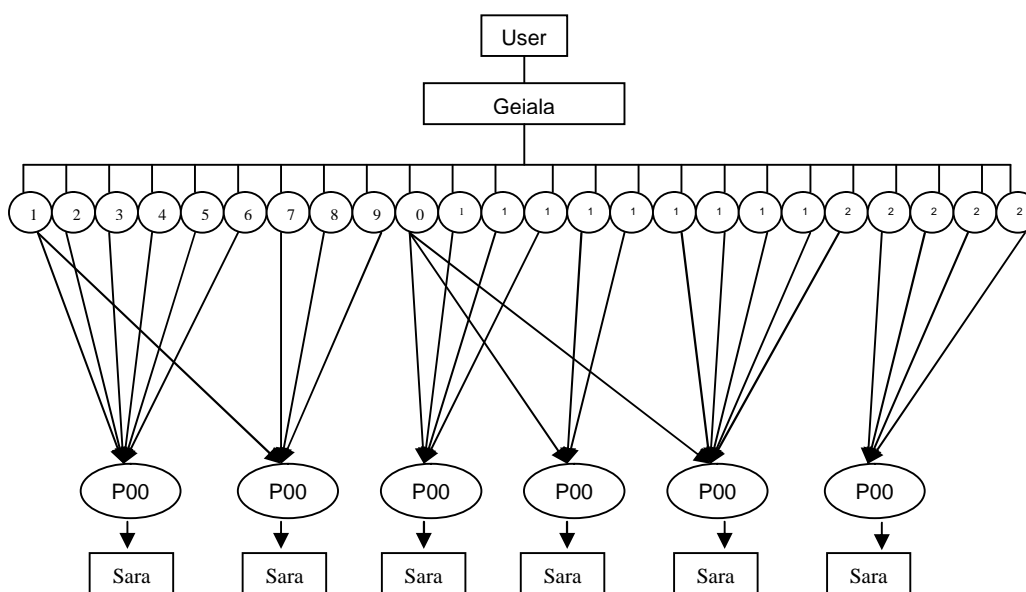 User
Geiala
1 2 3 4 5 6 7 8 9 0 1 1 1 1 1 1 1 1 1 2 2 2 2 2
P00 P00 P00 P00 P00 P00
Sara Sara Sara Sara Sara Sara